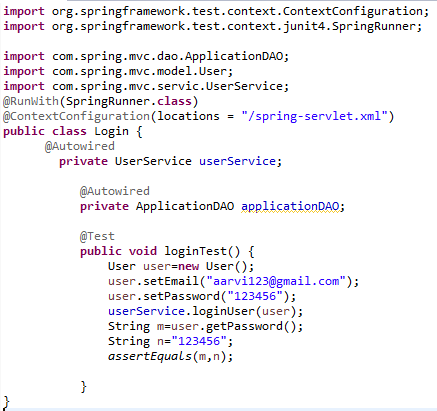 import org.springframework.test.context.ContextConfiguration;
import org.springframework.test.context.junit4.SpringRunner;
import com.spring.mvc.dao.ApplicationDAO;
import com.spring.mvc.model.User;
import com.spring.mvc.servic.UserService;
@RunWith(SpringRunner.class)
@ContextConfiguration(locations = "/spring-servlet.xml")
public class Login {
@Autowired
private UserService userService;
@Autowired
private ApplicationDAO applicationDAO;
@Test
public void loginTest() {
User user=new User();
user.setEmail("aarvi123@gmail.com");
user.setPassword("123456");
userService.loginUser(user);
String m=user.getPassword();
String n="123456";
assertEquals(m,n);
}
}